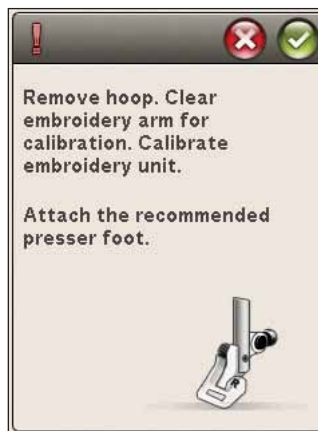 !
Remove hoop. Clear
embroidery arm for
calibration. Calibrate
embroidery unit.
Attach the recommended
presser foot.
R